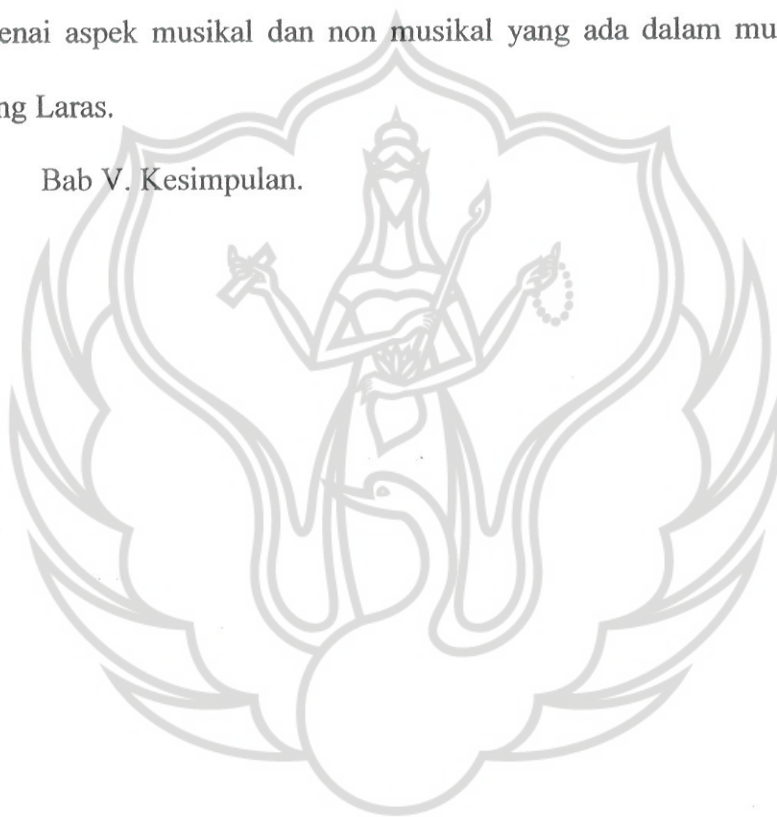 enai aspek musikal dan non musikal yang ada dalam mu
ng Laras.
Bab V. Kesimpulan.